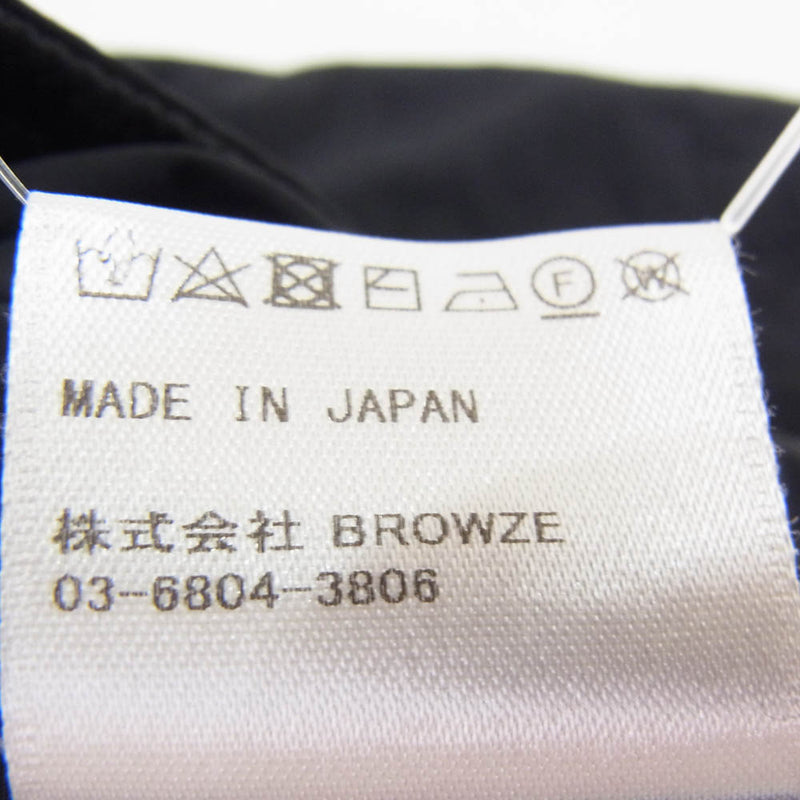 F W
MADE IN JAPAN
株式会社 BROWZE
03-6804-3806